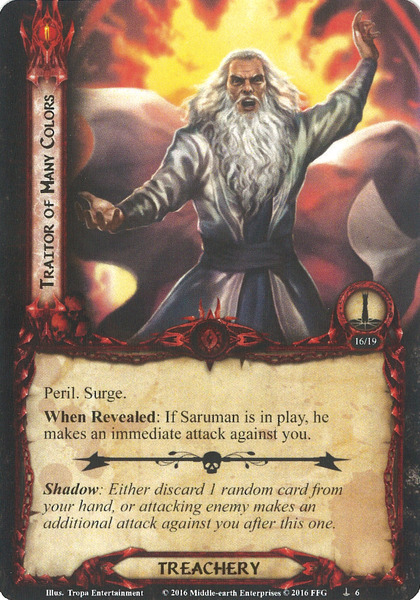 TRAITOR OF MANY COLORS
16/19
Peril. Surge.
When Revealed: If Saruman is in play, he
makes an immediate attack against you.
Shadow: Either discard 1 random card from
your hand, or attacking enemy makes an
additional attack against you after this one.
TREACHERY
Illus. Tropa Entertainment © 2016 Middle-earth Enterprises © 2016 FFG 6